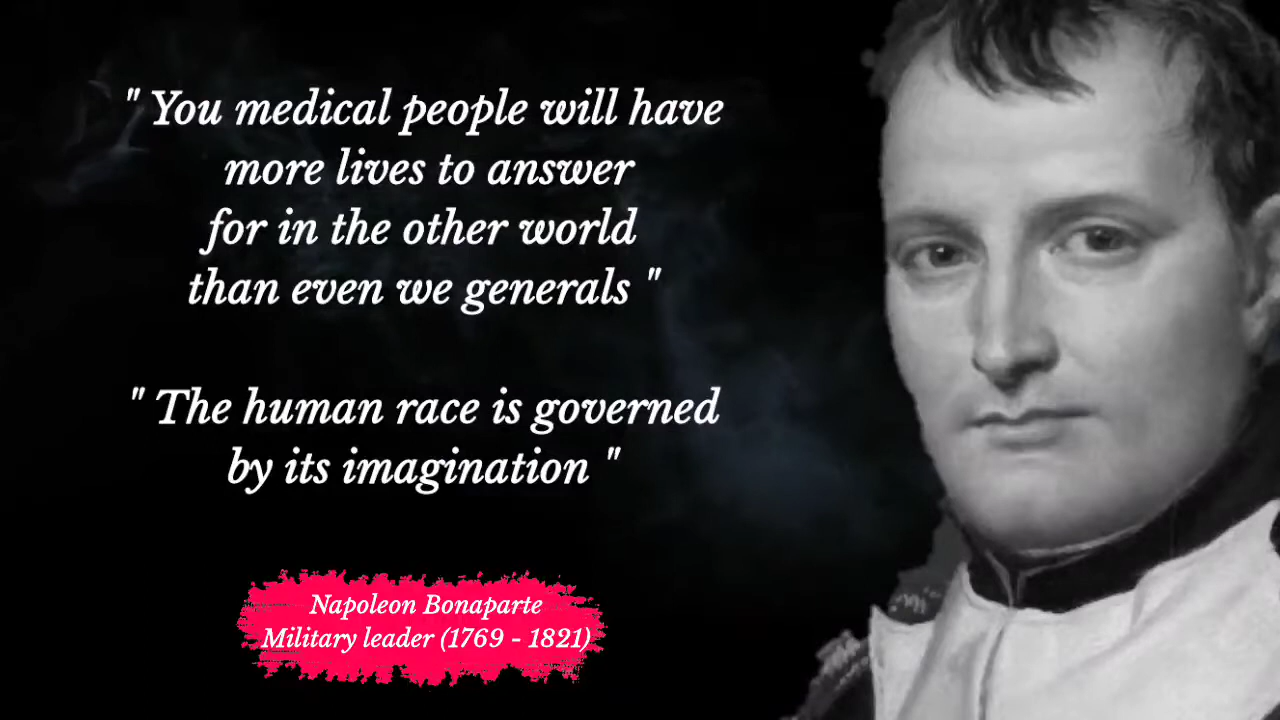 " You medical people will have
more lives to answer
for in the other world
than even we generals "
" The human race is governed
by its imagination "
Napoleon Bonaparte
Military leader (1769 - 1821)